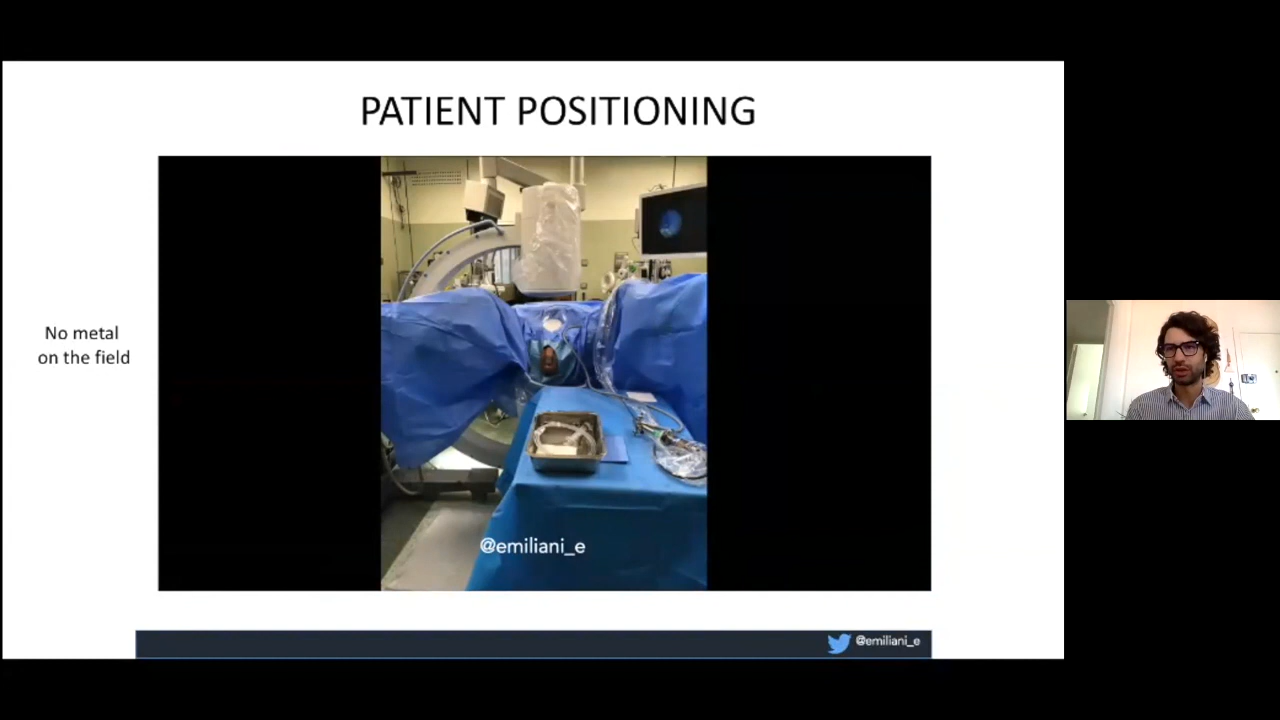 PATIENT POSITIONING
No metal
on the field
@emiliani_e
@emiliani_e